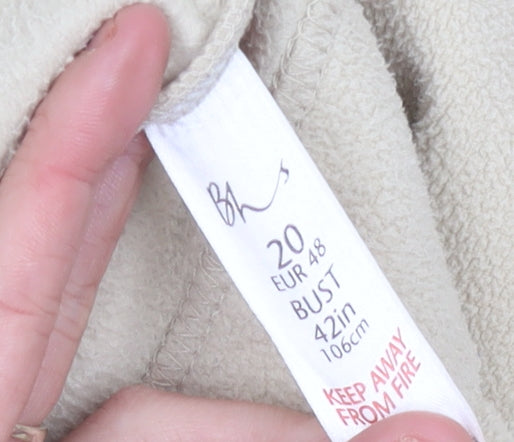 Bhs
20
EUR 48
BUST
42in
106cm
KEEP AWAY
FROM FIRE